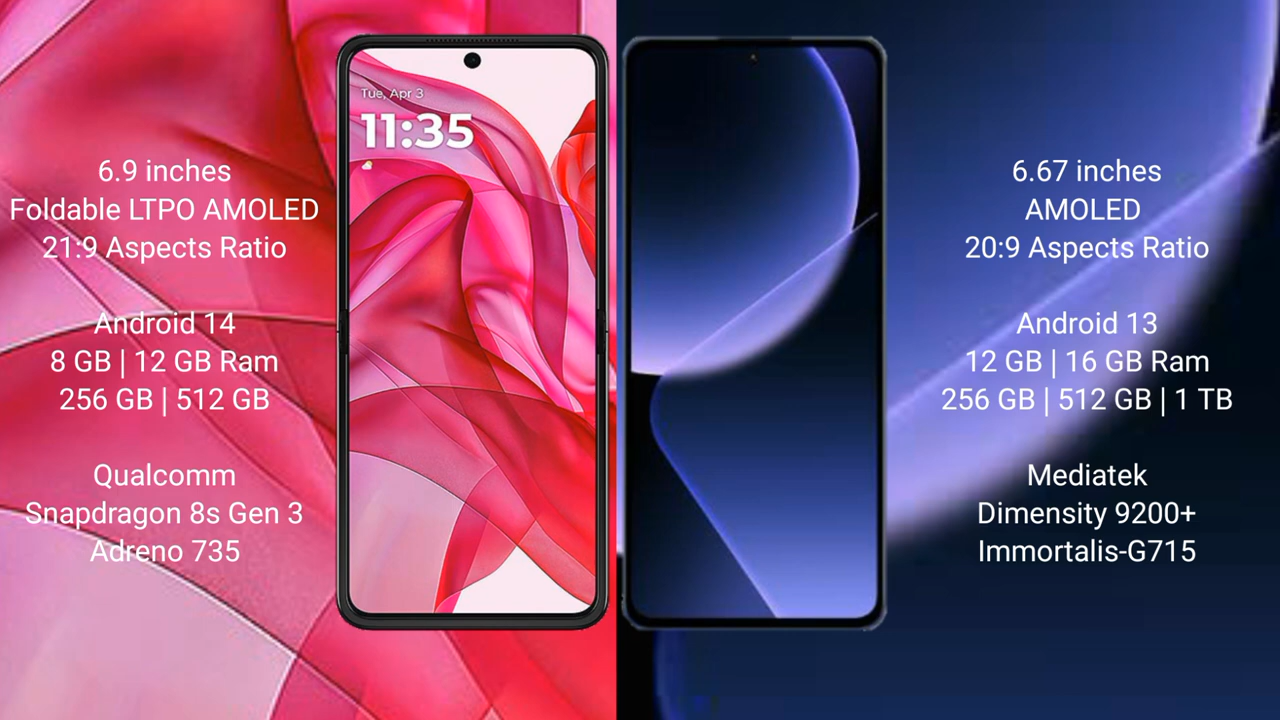 6.9 inches
Foldable LTPO AMOLED
21:9 Aspects Ratio
Android 14
8 GB | 12 GB Ram
256 GB | 512 GB
Qualcomm
Snapdragon 8s Gen 3
Adreno 735
Tue, Apr 3
11:35
6.67 inches
AMOLED
20:9 Aspects Ratio
Android 13
12 GB | 16 GB Ram
256 GB | 512 GB | 1 TB
Mediatek
Dimensity 9200+
Immortalis-G715